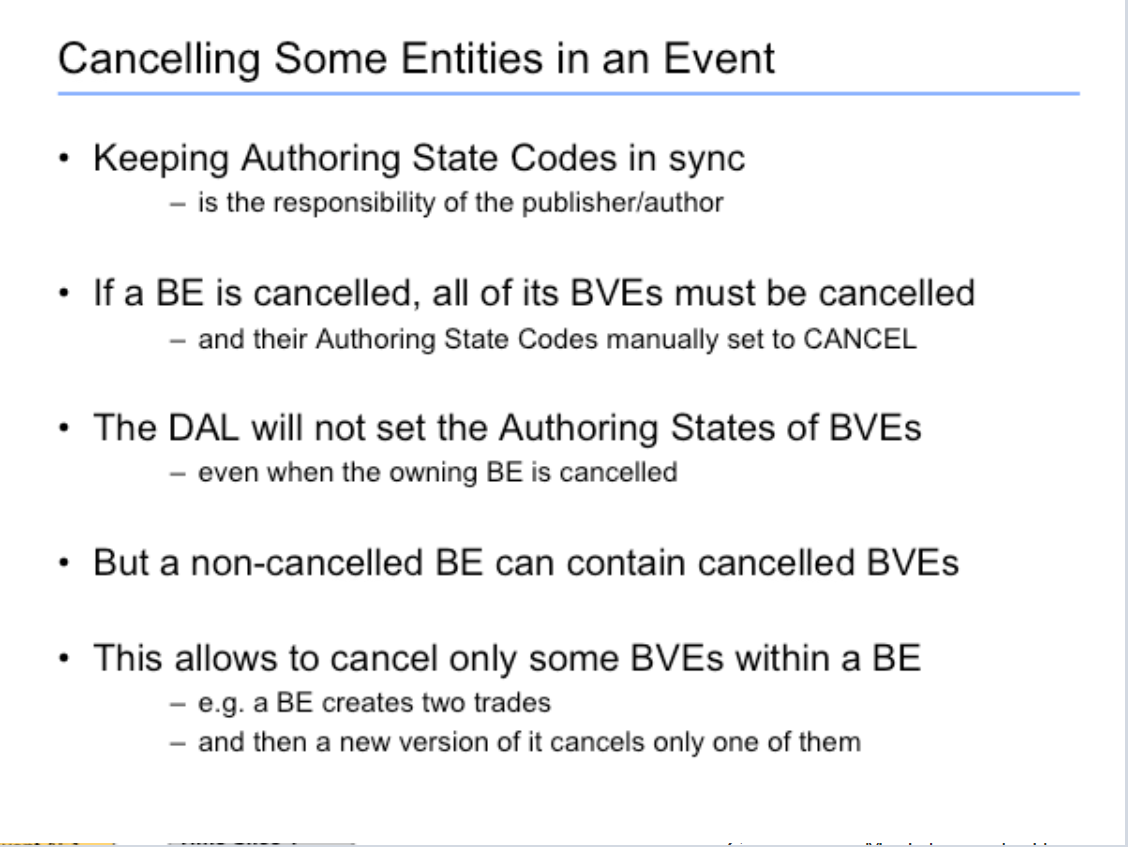 Cancelling Some Entities in an Event
• Keeping Authoring State Codes in sync
– is the responsibility of the publisher/author
• If a BE is cancelled, all of its BVEs must be cancelled
– and their Authoring State Codes manually set to CANCEL
• The DAL will not set the Authoring States of BVEs
– even when the owning BE is cancelled
• But a non-cancelled BE can contain cancelled BVEs
• This allows to cancel only some BVEs within a BE
– e.g. a BE creates two trades
– and then a new version of it cancels only one of them